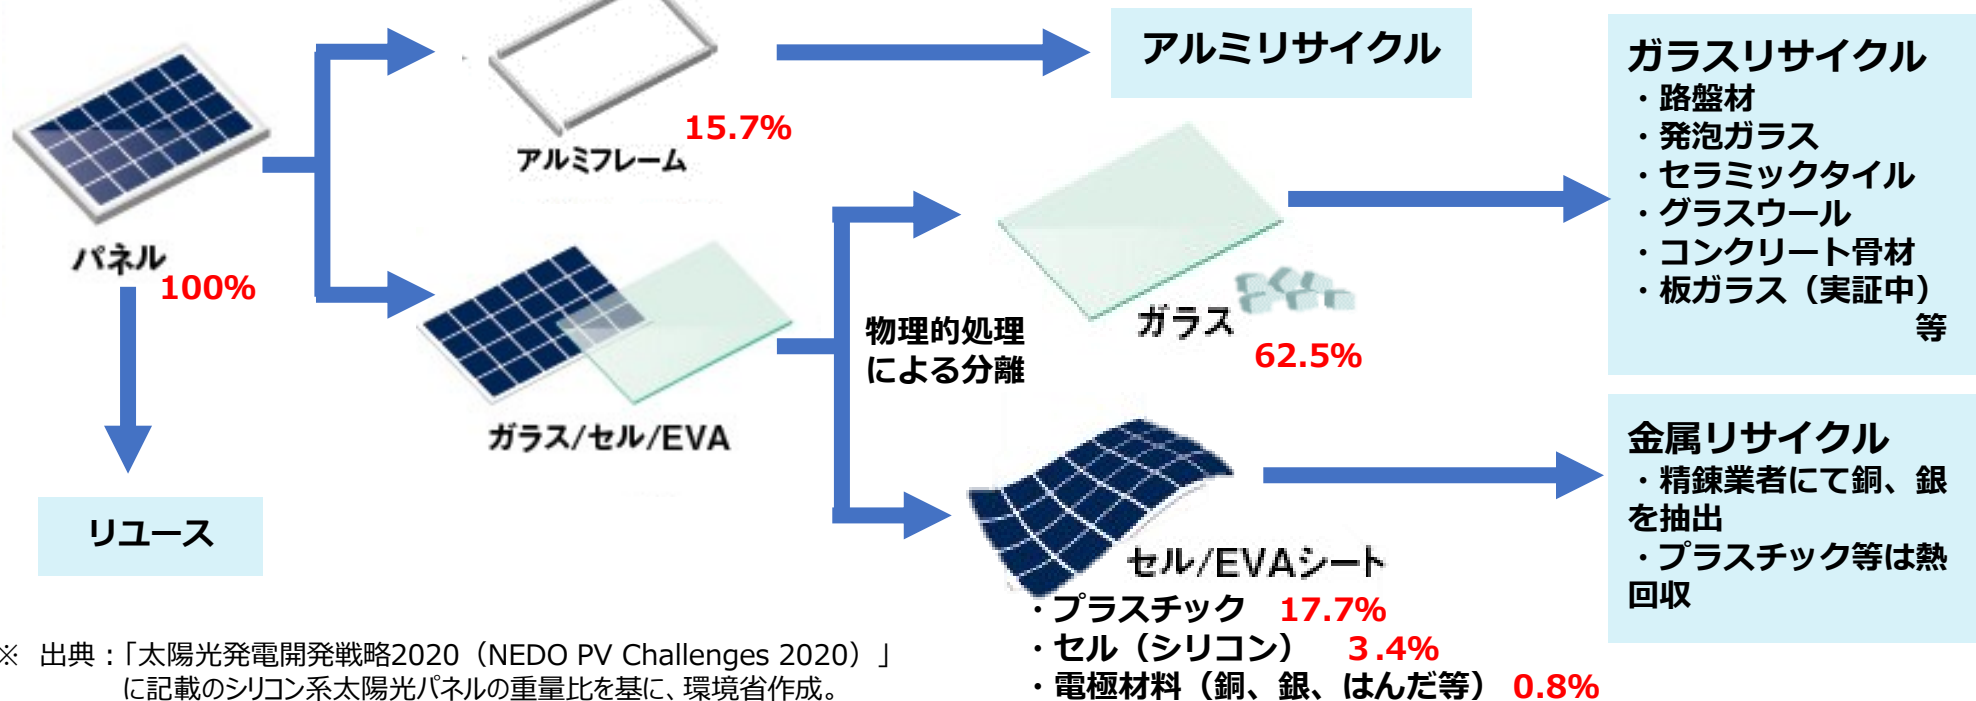 アルミリサイクル
ガラスリサイクル
・路盤材
・発泡ガラス
・セラミックタイル
・グラスウール
・コンクリート骨材
・板ガラス（実証中）
等
15.7%
アルミフレーム
パネル
100%
物理的処理
による分離
ガラス
62.5%
ガラス/セル/EVA
リユース
金属リサイクル
・精錬業者にて銅、銀
を抽出
・プラスチック等は熱
回収
セル/EVAシート
・プラスチック　17.7%
・セル（シリコン）　３.4%
・電極材料（銅、銀、はんだ等）　0.8%
※　出典：「太陽光発電開発戦略2020（NEDO PV Challenges 2020）」
に記載のシリコン系太陽光パネルの重量比を基に、環境省作成。